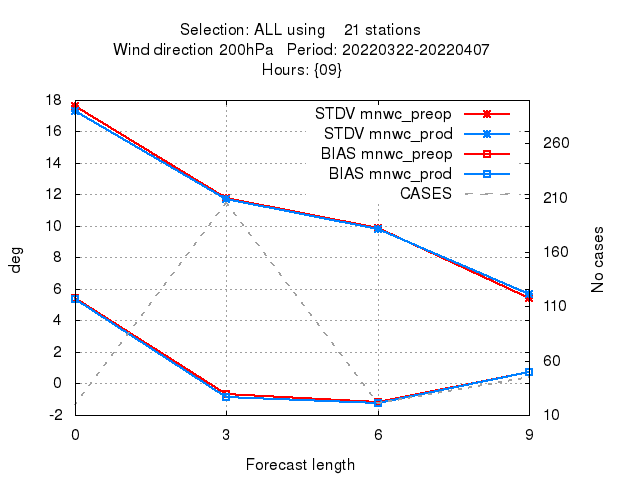 Selection: ALL using    21 stations
Wind direction 200hPa   Period: 20220322-20220407
Hours: {09}
STDV mnwc_preop
STDV mnwc_prod
BIAS mnwc_preop
BIAS mnwc_prod
CASES
18
16
14
12
10
8
6
4
2
0
-2
deg
260
210
160
110
60
10
No cases
0 3 6 9
Forecast length